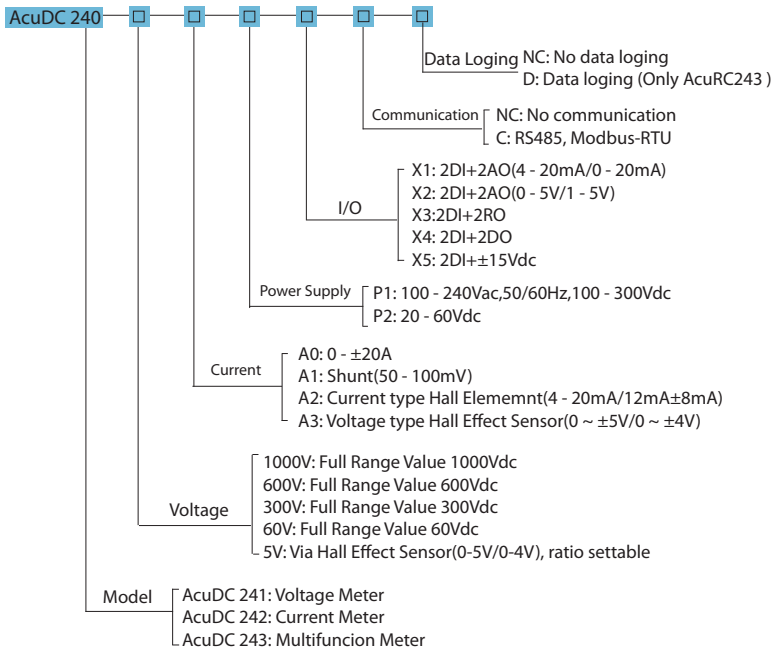 AcuDC 240
Data Loging NC: No data loging
D: Data loging (Only AcuRC243 )
Communication NC: No communication
C: RS485, Modbus-RTU
I/O
X1: 2DI+2AO(4 - 20mA/0 - 20mA)
X2: 2DI+2AO(0 - 5V/1 - 5V)
X3:2DI+2RO
X4: 2DI+2DO
X5: 2DI+±15Vdc
Power Supply P1: 100 - 240Vac,50/60Hz,100 - 300Vdc
P2: 20 - 60Vdc
Current
A0: 0 - ±20A
A1: Shunt(50 - 100mV)
A2: Current type Hall Elememnt(4 - 20mA/12mA±8mA)
A3: Voltage type Hall Effect Sensor(0 ~ ±5V/0 ~ ±4V)
Voltage
1000V: Full Range Value 1000Vdc
600V: Full Range Value 600Vdc
300V: Full Range Value 300Vdc
60V: Full Range Value 60Vdc
5V: Via Hall Effect Sensor(0-5V/0-4V), ratio settable
Model AcuDC 241: Voltage Meter
AcuDC 242: Current Meter
AcuDC 243: Multifuncion Meter